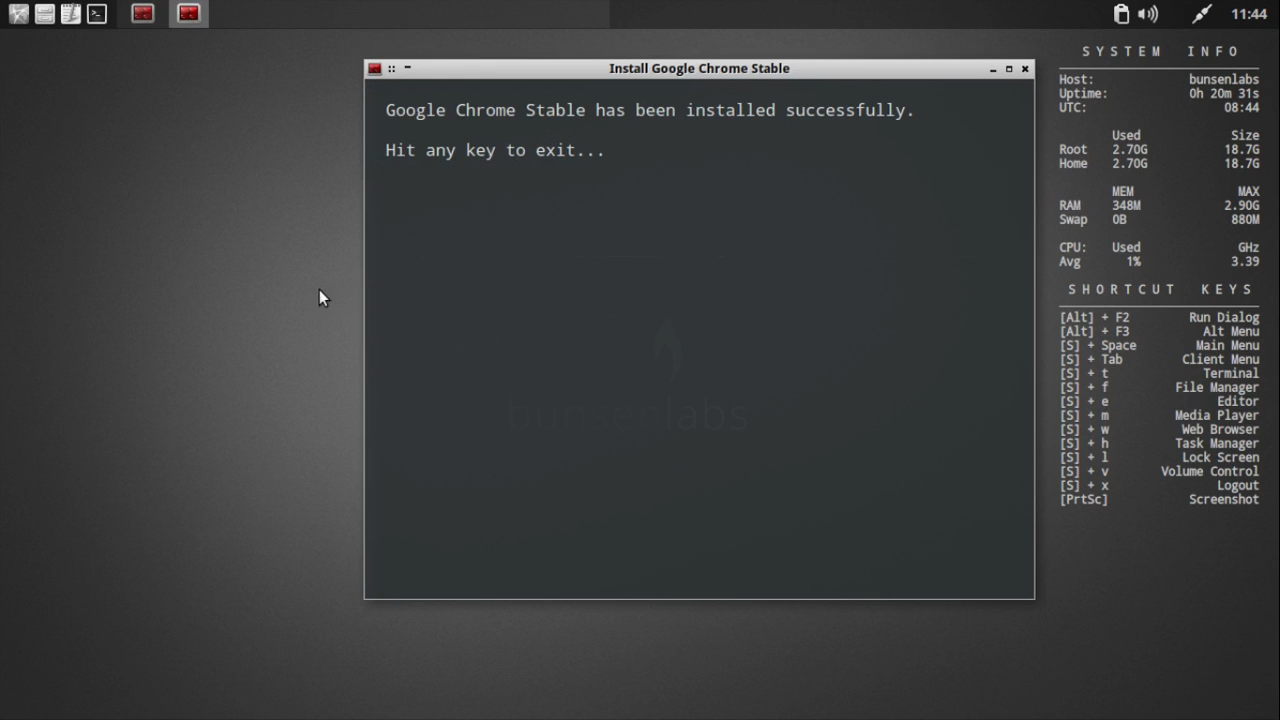 11:44
Install Google Chrome Stable
Google Chrome Stable has been installed successfully.
Hit any key to exit...
bunsenlabs
SYSTEM INFO
Host: bunsenlabs
Uptime: 0h 20m 31s
UTC: 08:44
Used Size
Root 2.70G 18.7G
Home 2.70G 18.7G
MEM MAX
RAM 348M 2.90G
Swap 0B 880M
CPU: Used GHz
Avg 1% 3.39
SHORTCUT KEYS
[Alt] + F2 Run Dialog
[Alt] + F3 Alt Menu
[S] + Space Main Menu
[S] + Tab Client Menu
[S] + t Terminal
[S] + f File Manager
[S] + e Editor
[S] + m Media Player
[S] + w Web Browser
[S] + h Task Manager
[S] + l Lock Screen
[S] + v Volume Control
[S] + x Logout
[PrtSc] Screenshot